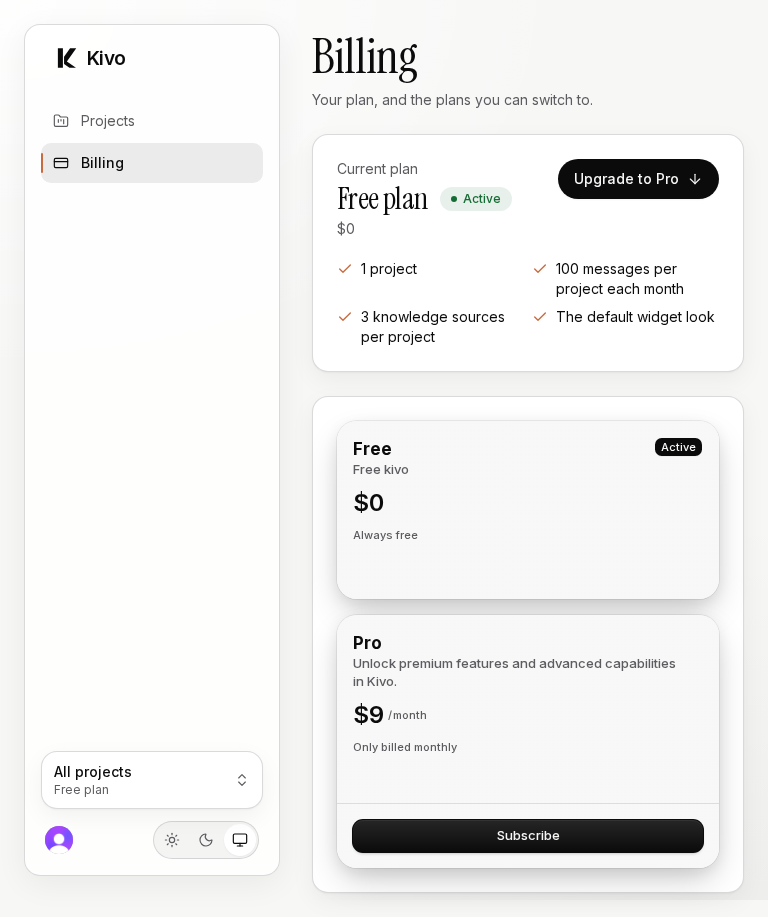 Kivo
Projects
Billing
All projects
Free plan
Billing
Your plan, and the plans you can switch to.
Current plan
Free plan
Active
$0
Upgrade to Pro
1 project
100 messages per
project each month
3 knowledge sources
per project
The default widget look
Free
Active
Free kivo
$0
Always free
Pro
Unlock premium features and advanced capabilities
in Kivo.
$9 /month
Only billed monthly
Subscribe